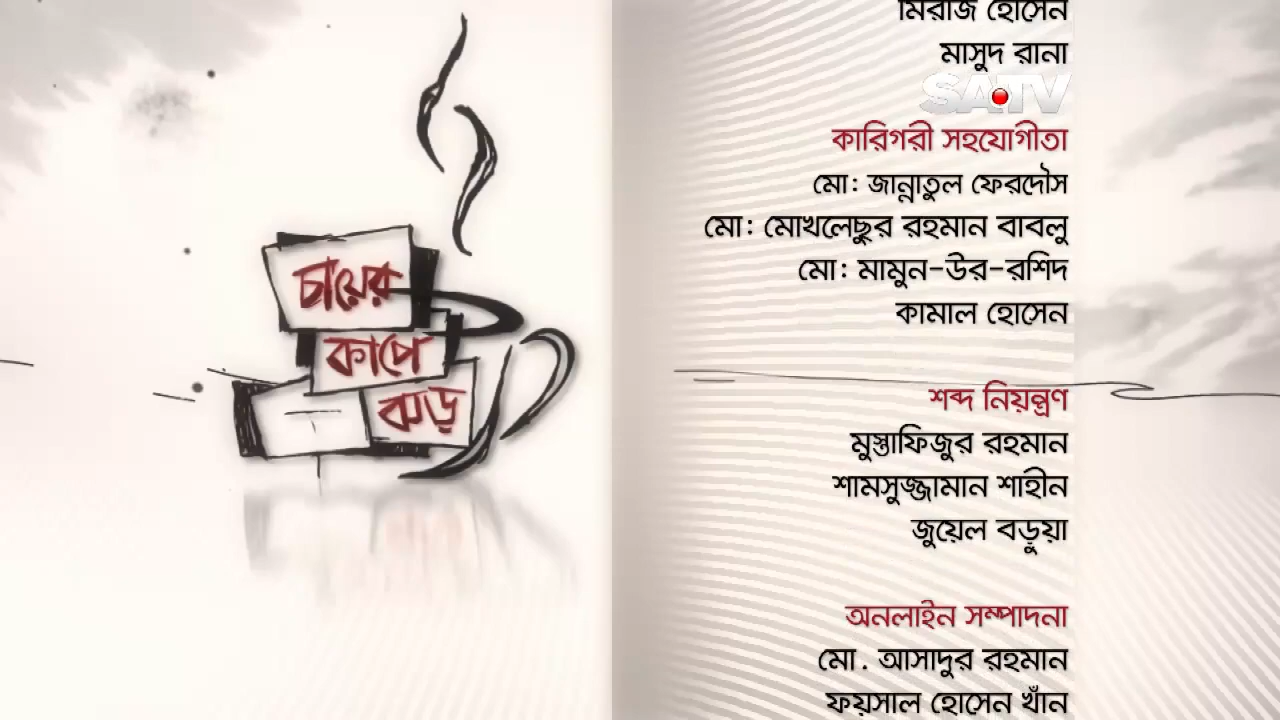 চায়ের
কাপে
ঝড়
মিরাজ হোসেন
মাসুদ রানা
SATV
কারিগরী সহযোগীতা
মো: জান্নাতুল ফেরদৌস
মো: মোখলেছুর রহমান বাবলু
মো: মামুন-উর-রশিদ
কামাল হোসেন
শব্দ নিয়ন্ত্রণ
মুস্তাফিজুর রহমান
শামসুজ্জামান শাহীন
জুয়েল বড়ুয়া
অনলাইন সম্পাদনা
মো. আসাদুর রহমান
ফয়সাল হোসেন খাঁন